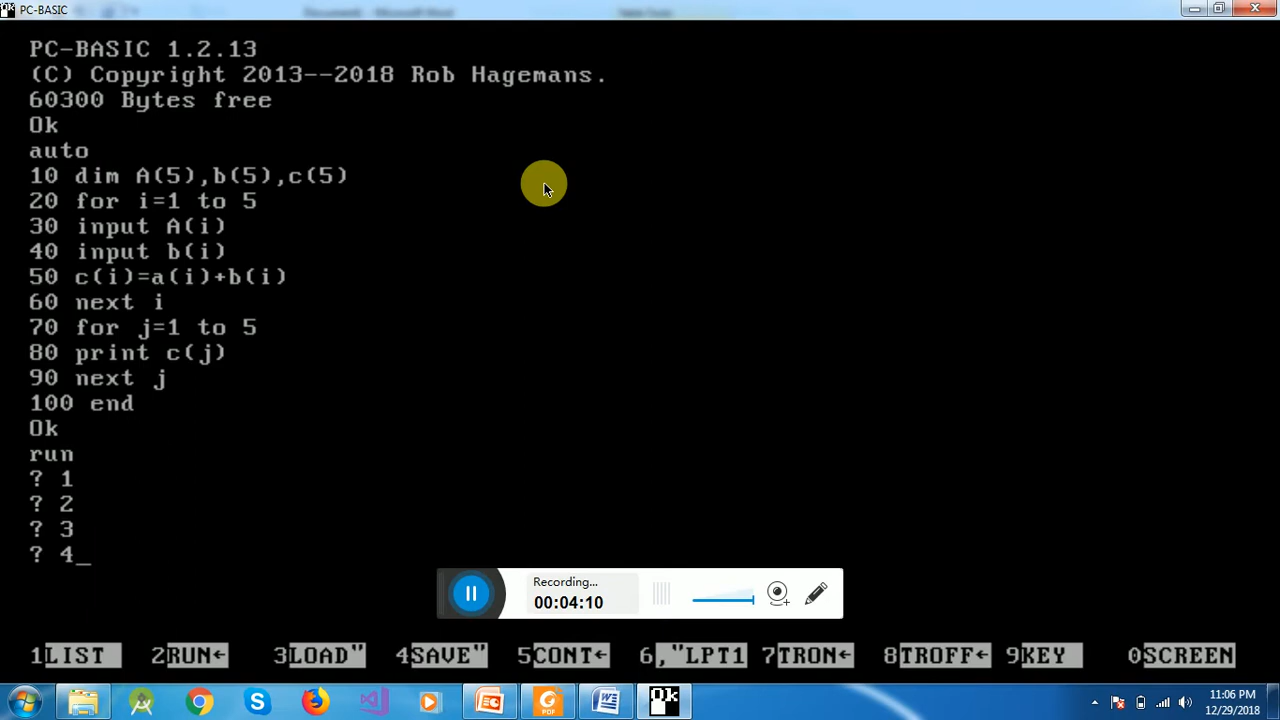 PC-BASIC
PC-BASIC 1.2.13
(C) Copyright 2013--2018 Rob Hagemans.
60300 Bytes free
Ok
auto
10 dim A(5),b(5),c(5)
20 for i=1 to 5
30 input A(i)
40 input b(i)
50 c(i)=a(i)+b(i)
60 next i
70 for j=1 to 5
80 print c(j)
90 next j
100 end
Ok
run
? 1
? 2
? 3
? 4_
Recording...
00:04:10
1LIST 2RUN← 3LOAD" 4SAVE" 5CONT← 6,"LPT1 7TRON← 8TROFF← 9KEY 0SCREEN
Ok
11:06 PM
12/29/2018